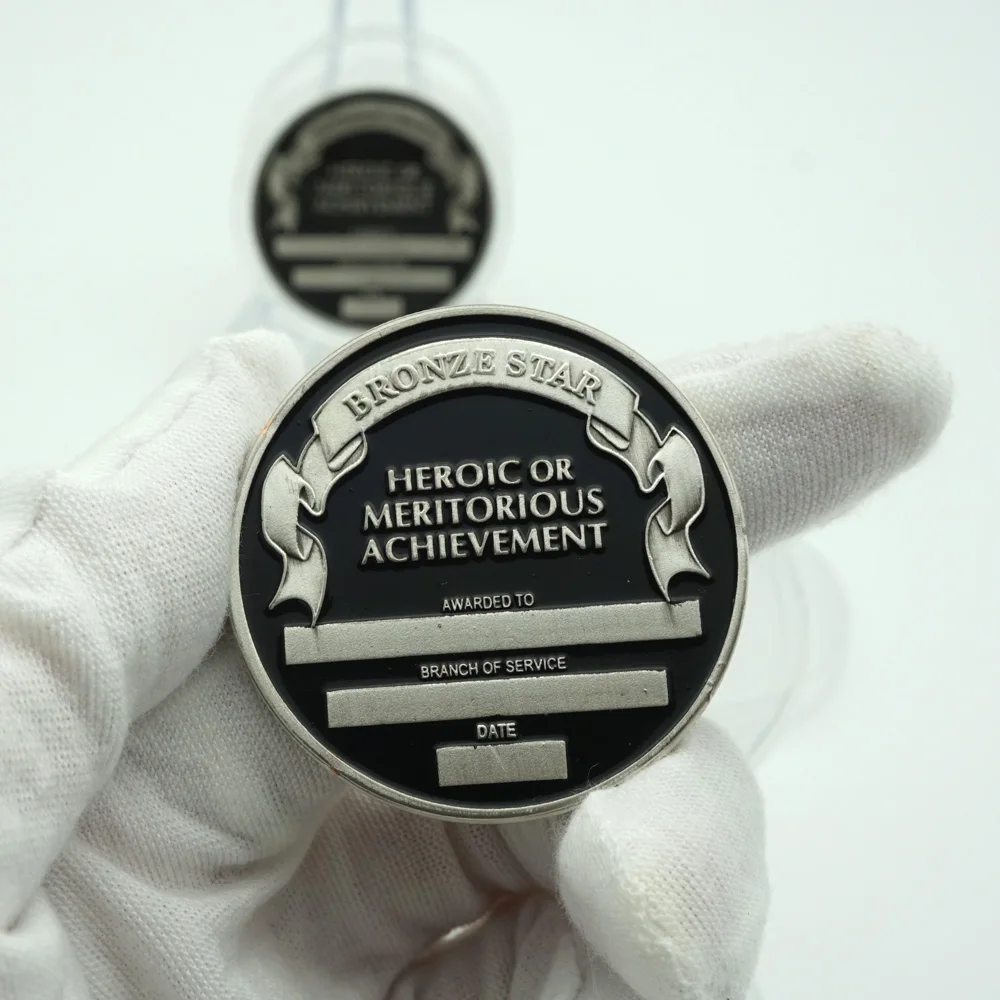 BRONZE STAR
HEROIC OR
MERITORIOUS
ACHIEVEMENT
AWARDED TO
BRANCH OF SERVICE
DATE